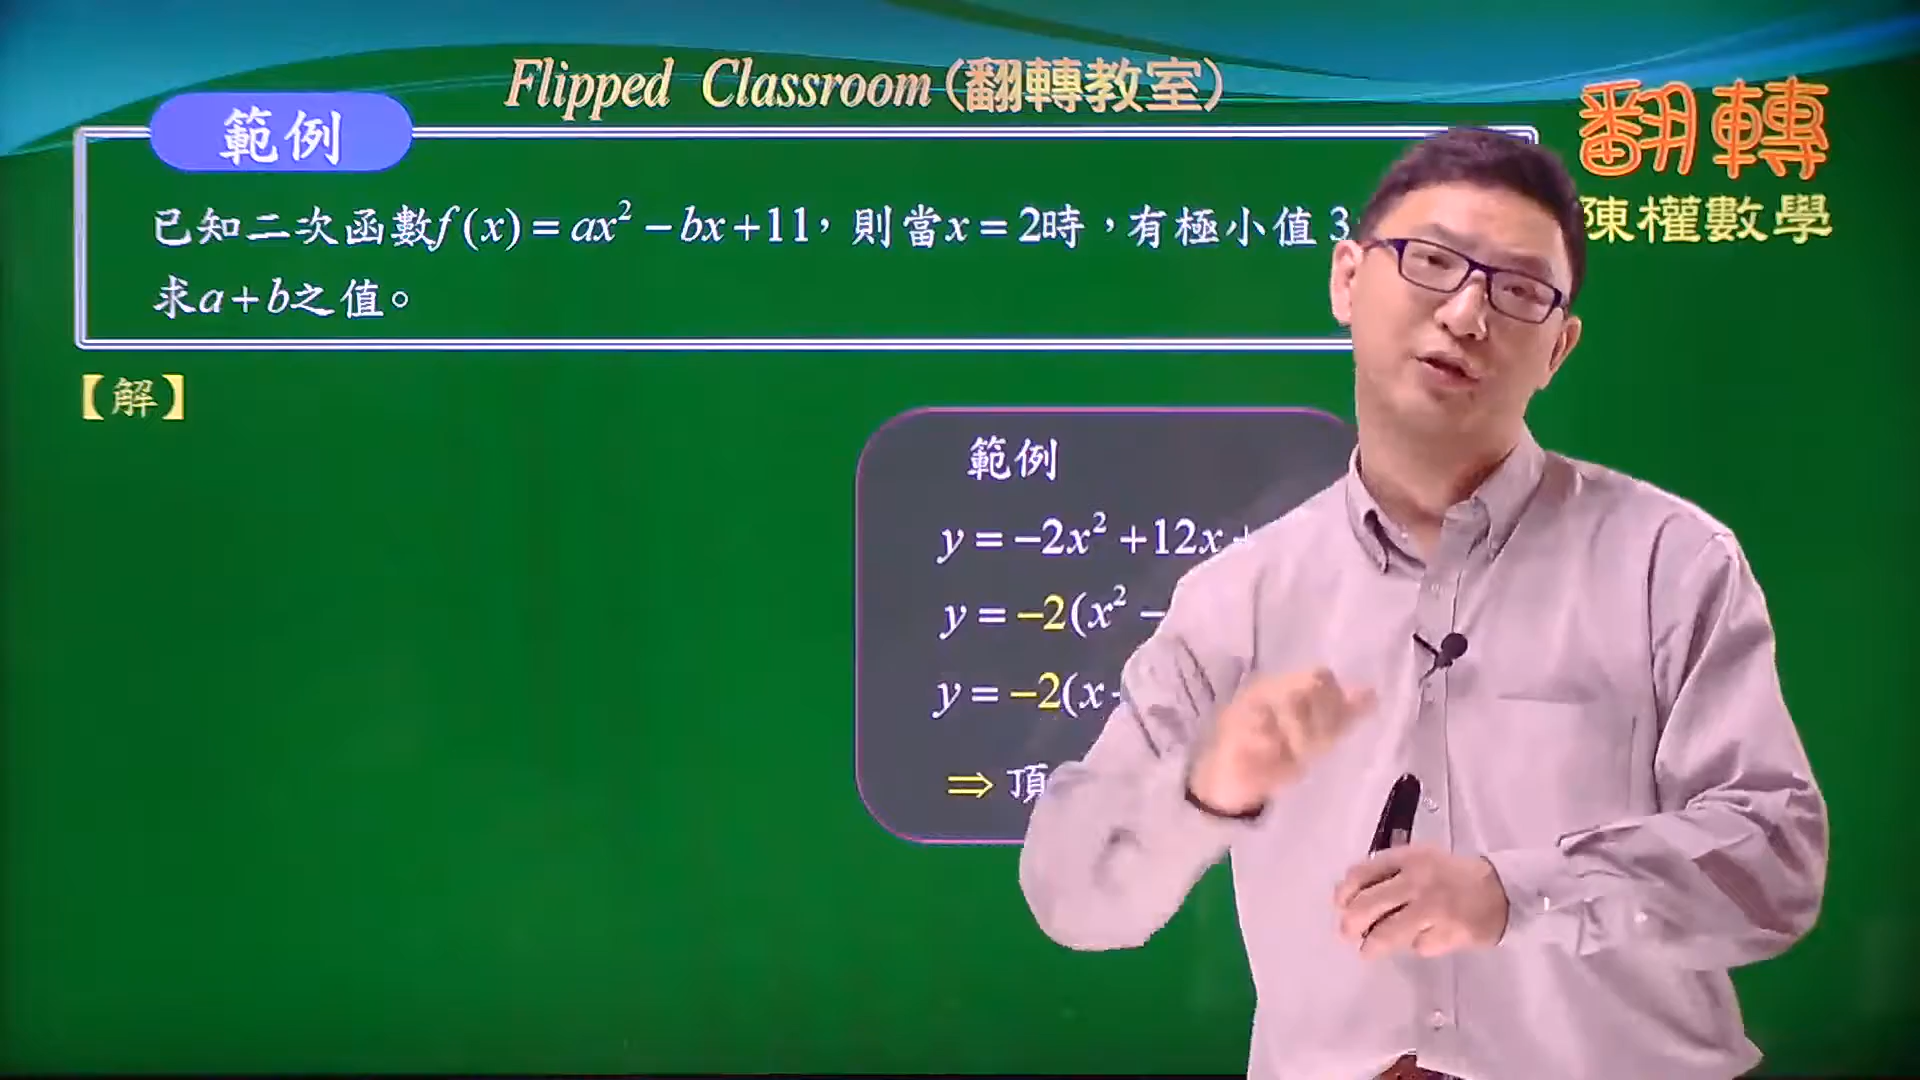 Flipped Classroom (翻轉教室)
翻轉
陳權數學
範例
已知二次函數f(x)=ax²−bx+11，則當x=2時，有極小值 3
求a+b之值。
【解】
範例
y=−2x²+12x+
y=−2(x²−
y=−2(x−
⇒ 頂